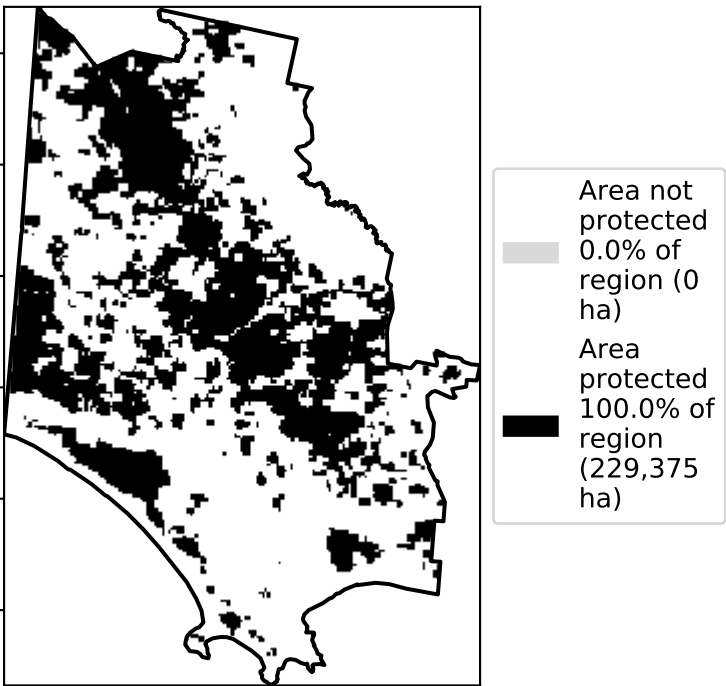 Area not
protected
0.0% of
region (0
ha)
Area
protected
100.0% of
region
(229,375
ha)